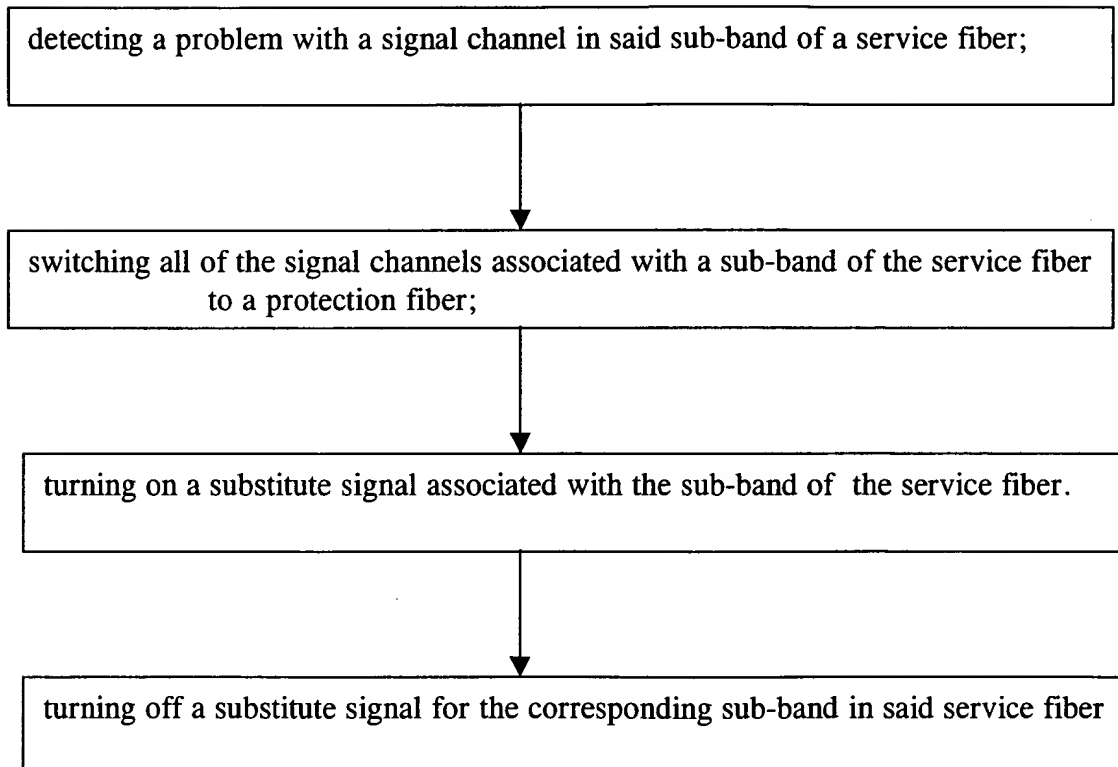 detecting a problem with a signal channel in said sub-band of a service fiber;
switching all of the signal channels associated with a sub-band of the service fiber
to a protection fiber;
turning on a substitute signal associated with the sub-band of the service fiber.
turning off a substitute signal for the corresponding sub-band in said service fiber